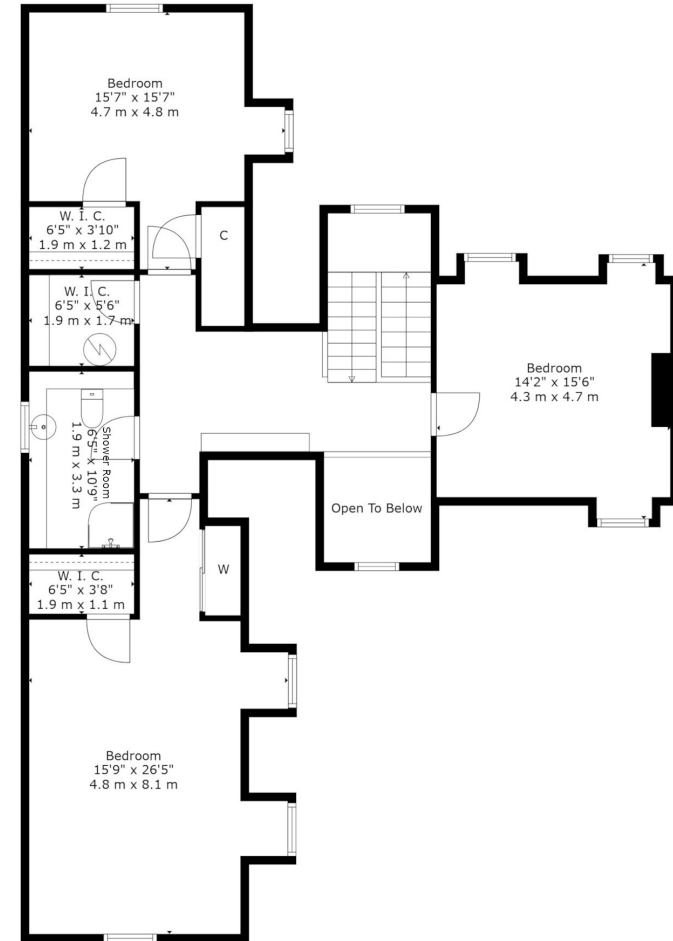 Bedroom
15'7" x 15'7"
4.7 m x 4.8 m
W. I. C.
6'5" x 3'10"
1.9 m x 1.2 m
C
W. I. C.
6'5" x 5'6"
1.9 m x 1.7 m
Bedroom
14'2" x 15'6"
4.3 m x 4.7 m
Shower Room
6'5" x 10'9"
1.9 m x 3.3 m
Open To Below
W. I. C.
6'5" x 3'8"
1.9 m x 1.1 m
W
Bedroom
15'9" x 26'5"
4.8 m x 8.1 m